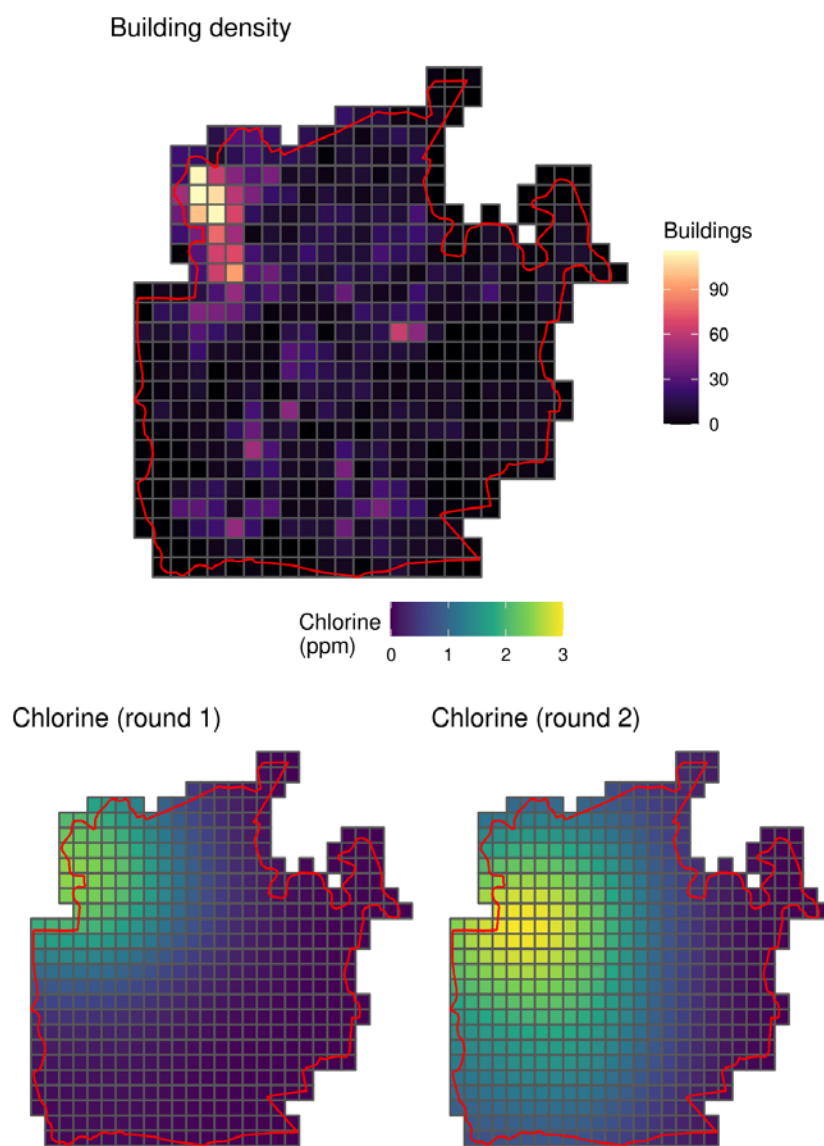 Building density
Buildings
90
60
30
0
Chlorine
(ppm)
0 1 2 3
Chlorine (round 1)
Chlorine (round 2)